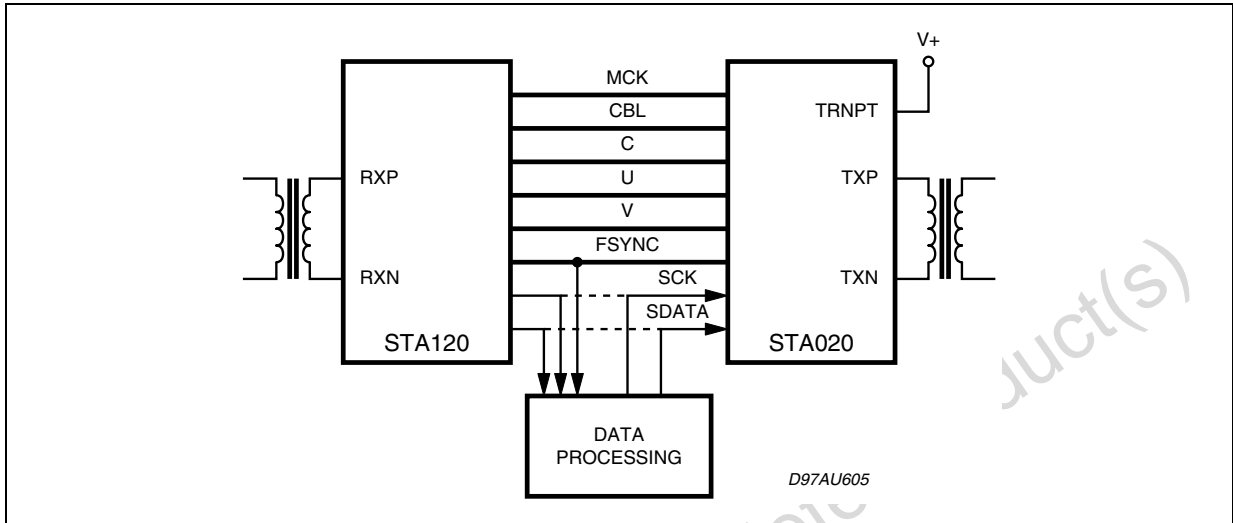 V+
MCK
CBL
TRNPT
C
RXP
U
TXP
V
FSYNC
RXN
SCK
TXN
SDATA
STA120
STA020
DATA
PROCESSING
D97AU605